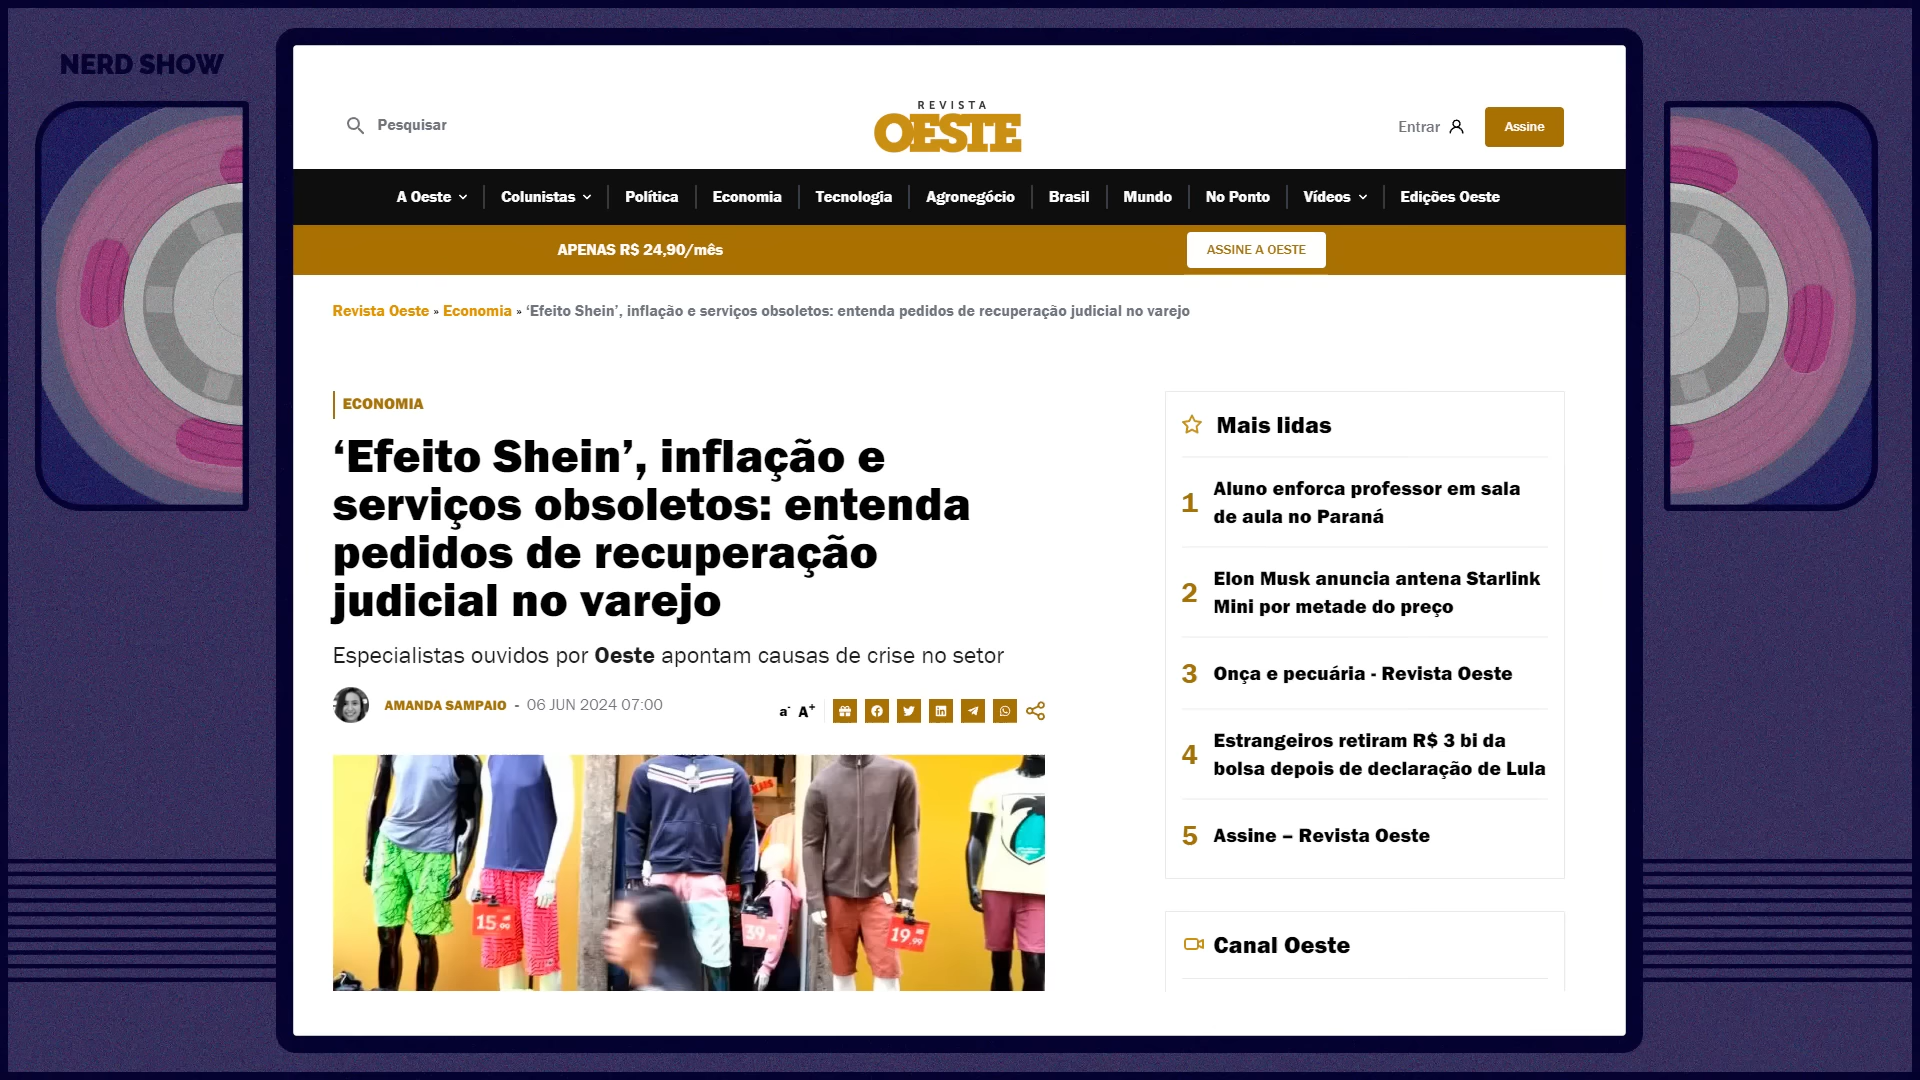 NERD SHOW
Pesquisar
REVISTA
OESTE
Entrar
Assine
A Oeste
Colunistas
Política
Economia
Tecnologia
Agronegócio
Brasil
Mundo
No Ponto
Vídeos
Edições Oeste
APENAS R$ 24,90/mês
ASSINE A OESTE
Revista Oeste » Economia » ‘Efeito Shein’, inflação e serviços obsoletos: entenda pedidos de recuperação judicial no varejo
ECONOMIA
‘Efeito Shein’, inflação e
serviços obsoletos: entenda
pedidos de recuperação
judicial no varejo
Especialistas ouvidos por Oeste apontam causas de crise no setor
AMANDA SAMPAIO - 06 JUN 2024 07:00
a- A+
15,99
39,99
19,99
Mais lidas
1 Aluno enforca professor em sala
de aula no Paraná
2 Elon Musk anuncia antena Starlink
Mini por metade do preço
3 Onça e pecuária - Revista Oeste
4 Estrangeiros retiram R$ 3 bi da
bolsa depois de declaração de Lula
5 Assine – Revista Oeste
Canal Oeste